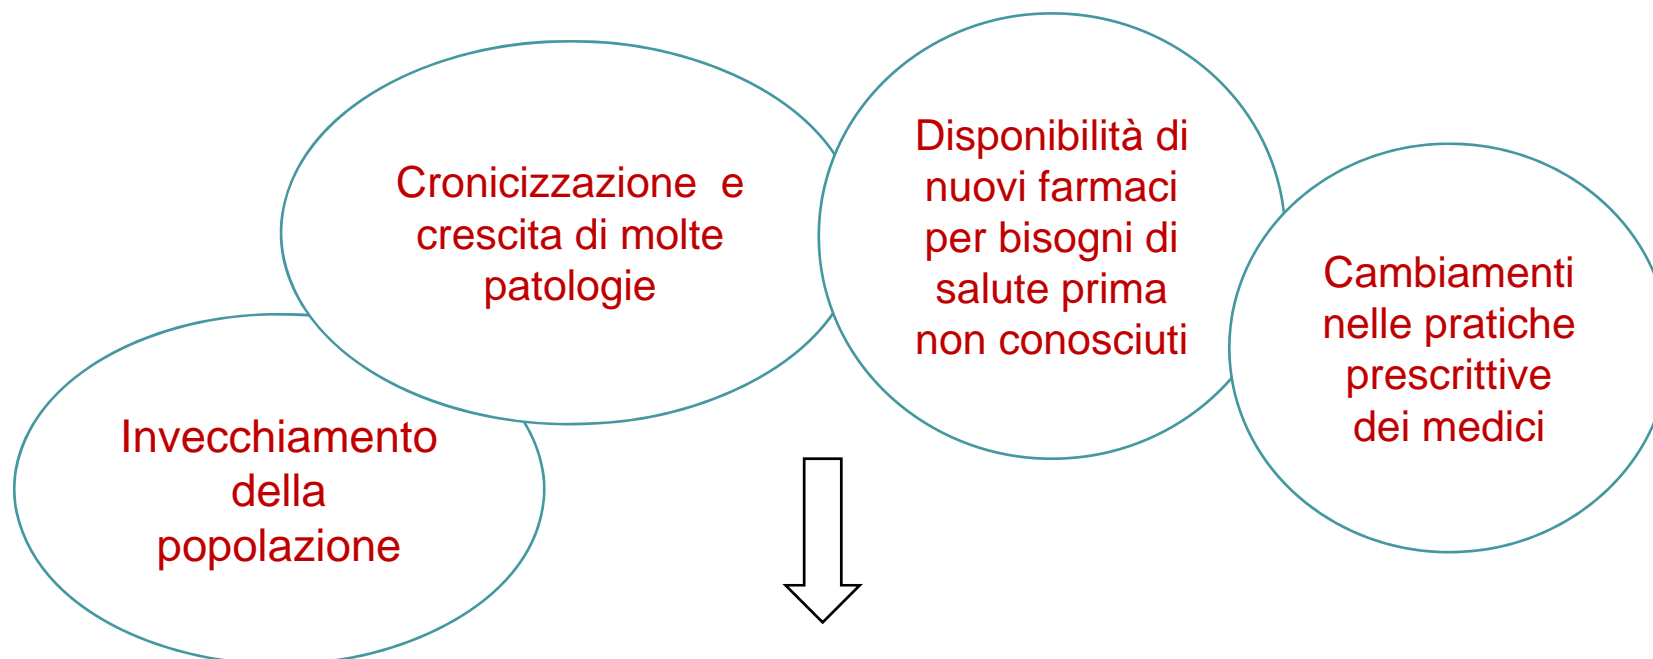 Cronicizzazione  e
crescita di molte
patologie
Disponibilità di
nuovi farmaci
per bisogni di
salute prima
non conosciuti
Cambiamenti
nelle pratiche
prescrittive
dei medici
Invecchiamento
della
popolazione